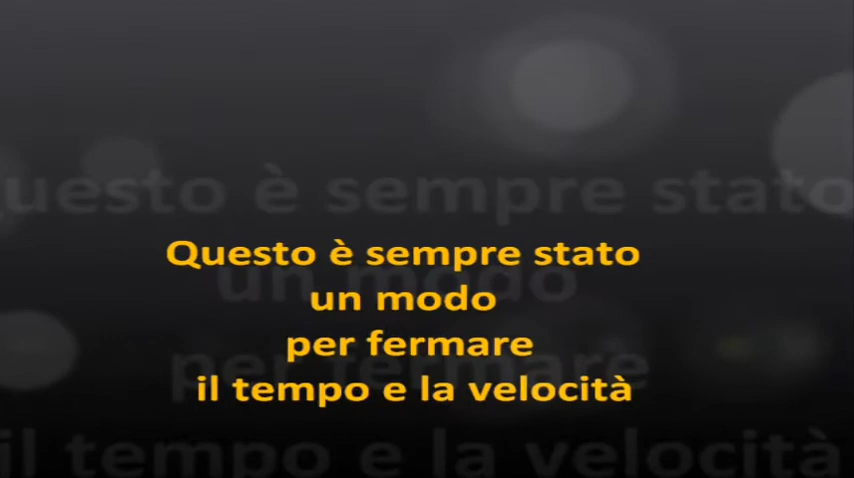 Questo è sempre stato
un modo
per fermare
il tempo e la velocità